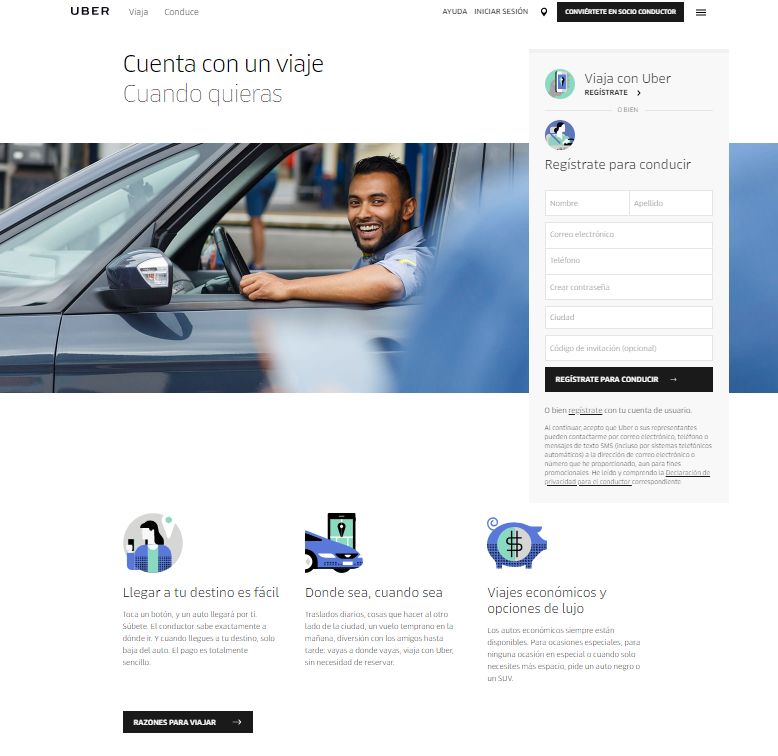 UBER
Viaja
Conduce
AYUDA
INICIAR SESIÓN
CONVIÉRTETE EN SOCIO CONDUCTOR
Cuenta con un viaje
Cuando quieras
Viaja con Uber
REGÍSTRATE
O BIEN
Regístrate para conducir
Nombre
Apellido
Correo electrónico
Teléfono
Crear contraseña
Ciudad
Código de invitación (opcional)
REGÍSTRATE PARA CONDUCIR
O bien regístrate con tu cuenta de usuario.
Al continuar, acepto que Uber o sus representantes
pueden contactarme por correo electrónico, teléfono o
mensajes de texto SMS (incluso por sistemas telefónicos
automáticos) a la dirección de correo electrónico o
número que he proporcionado, aun para fines
promocionales. He leído y comprendo la Declaración de
privacidad para el conductor correspondiente.
Llegar a tu destino es fácil
Toca un botón, y un auto llegará por ti.
Súbete. El conductor sabe exactamente a
dónde ir. Y cuando llegues a tu destino, solo
baja del auto. El pago es totalmente
sencillo.
Donde sea, cuando sea
Traslados diarios, cosas que hacer al otro
lado de la ciudad, un vuelo temprano en la
mañana, diversión con los amigos hasta
tarde: vayas a donde vayas, viaja con Uber,
sin necesidad de reservar.
Viajes económicos y
opciones de lujo
Los autos económicos siempre están
disponibles. Para ocasiones especiales, para
ninguna ocasión en especial o cuando solo
necesites más espacio, pide un auto negro o
un SUV.
RAZONES PARA VIAJAR